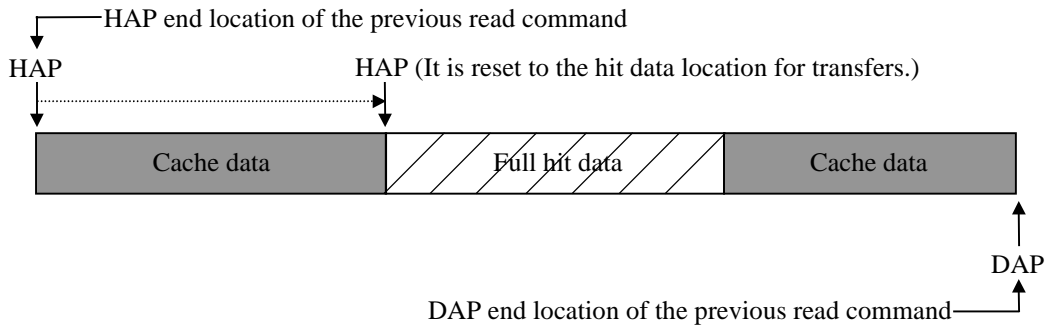 HAP end location of the previous read command
HAP
HAP (It is reset to the hit data location for transfers.)
Cache data
Full hit data
Cache data
DAP
DAP end location of the previous read command